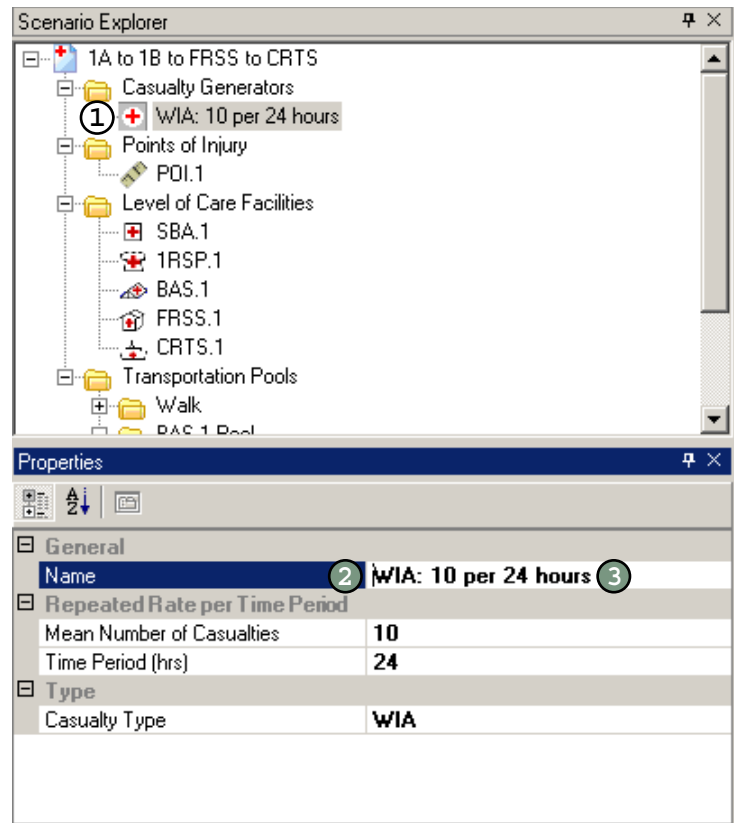 Scenario Explorer
1A to 1B to FRSS to CRTS
Casualty Generators
1 WIA: 10 per 24 hours
Points of Injury
POI.1
Level of Care Facilities
SBA.1
1RSP.1
BAS.1
FRSS.1
CRTS.1
Transportation Pools
Walk
BAS.1 Pool
Properties
A Z
General
Name 2 WIA: 10 per 24 hours 3
Repeated Rate per Time Period
Mean Number of Casualties 10
Time Period (hrs) 24
Type
Casualty Type WIA